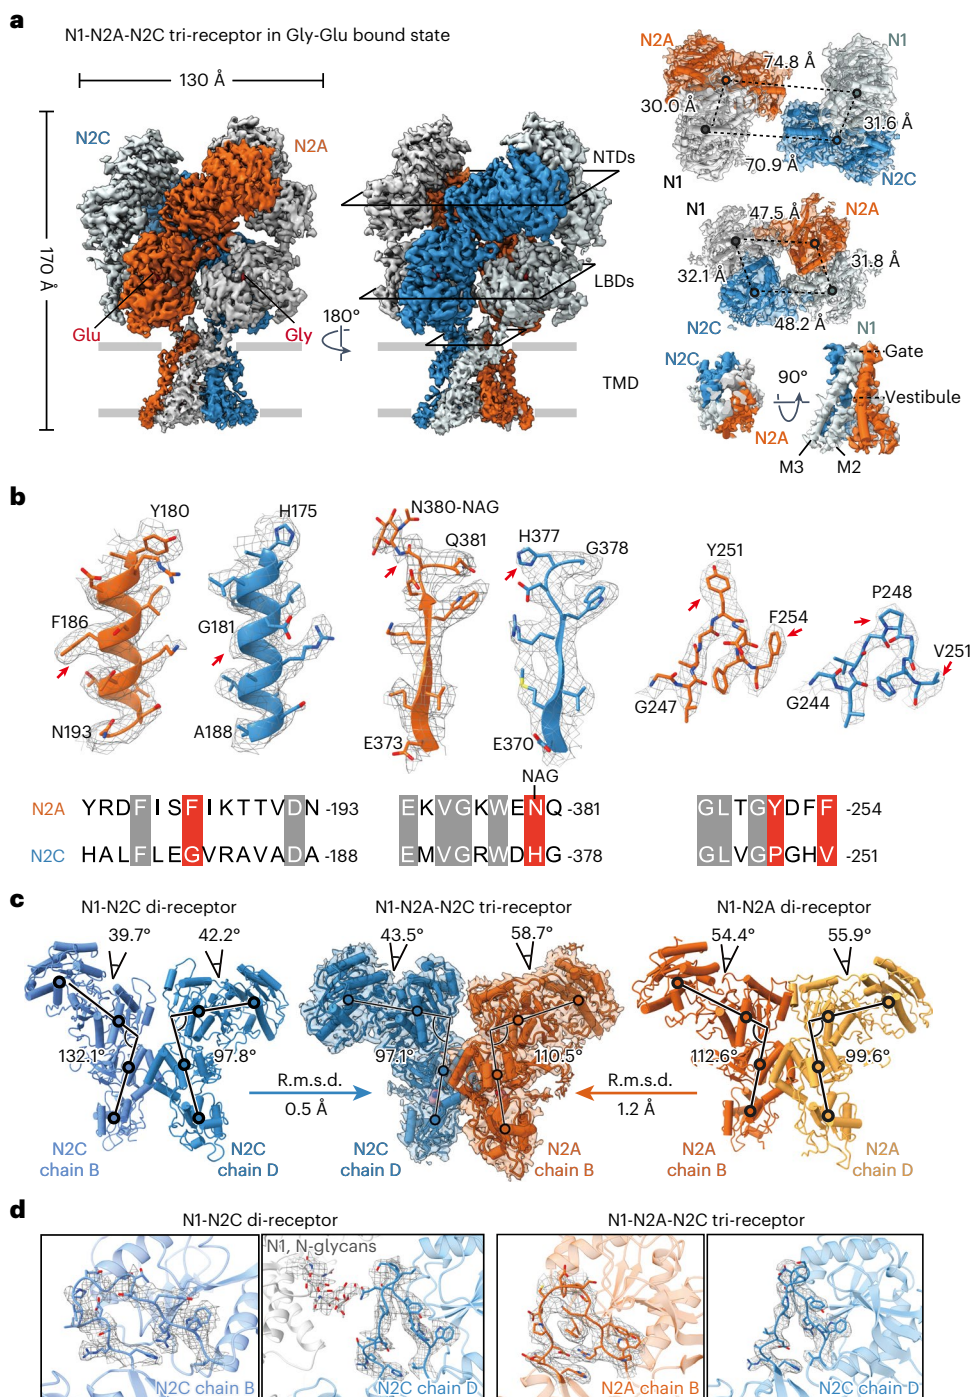 a
N1-N2A-N2C tri-receptor in Gly-Glu bound state
130 Å
170 Å
N2C
N2A
Glu
Gly
180°
NTDs
LBDs
TMD
N2A
N1
74.8 Å
30.0 Å
31.6 Å
70.9 Å
N1
N2C
N1
47.5 Å
N2A
32.1 Å
31.8 Å
N2C
48.2 Å
N1
N2C
90°
Gate
Vestibule
N2A
M3
M2
b
Y180
F186
N193
H175
G181
A188
N380-NAG
Q381
E373
H377
G378
E370
Y251
F254
G247
P248
V251
G244
NAG
N2A YRDFISFIKTTVDN -193 EKVGKWENQ -381 GLTGYDFF -254
N2C HALFLEGVRAVADA -188 EMVGRWDHG -378 GLVGPGHV -251
c
N1-N2C di-receptor
39.7°
42.2°
132.1°
97.8°
N2C
chain B
N2C
chain D
R.m.s.d.
0.5 Å
N1-N2A-N2C tri-receptor
43.5°
58.7°
97.1°
110.5°
N2C
chain D
N2A
chain B
R.m.s.d.
1.2 Å
N1-N2A di-receptor
54.4°
55.9°
112.6°
99.6°
N2A
chain B
N2A
chain D
d
N1-N2C di-receptor
N1-N2A-N2C tri-receptor
N2C chain B
N1, N-glycans
N2C chain D
N2A chain B
N2C chain D